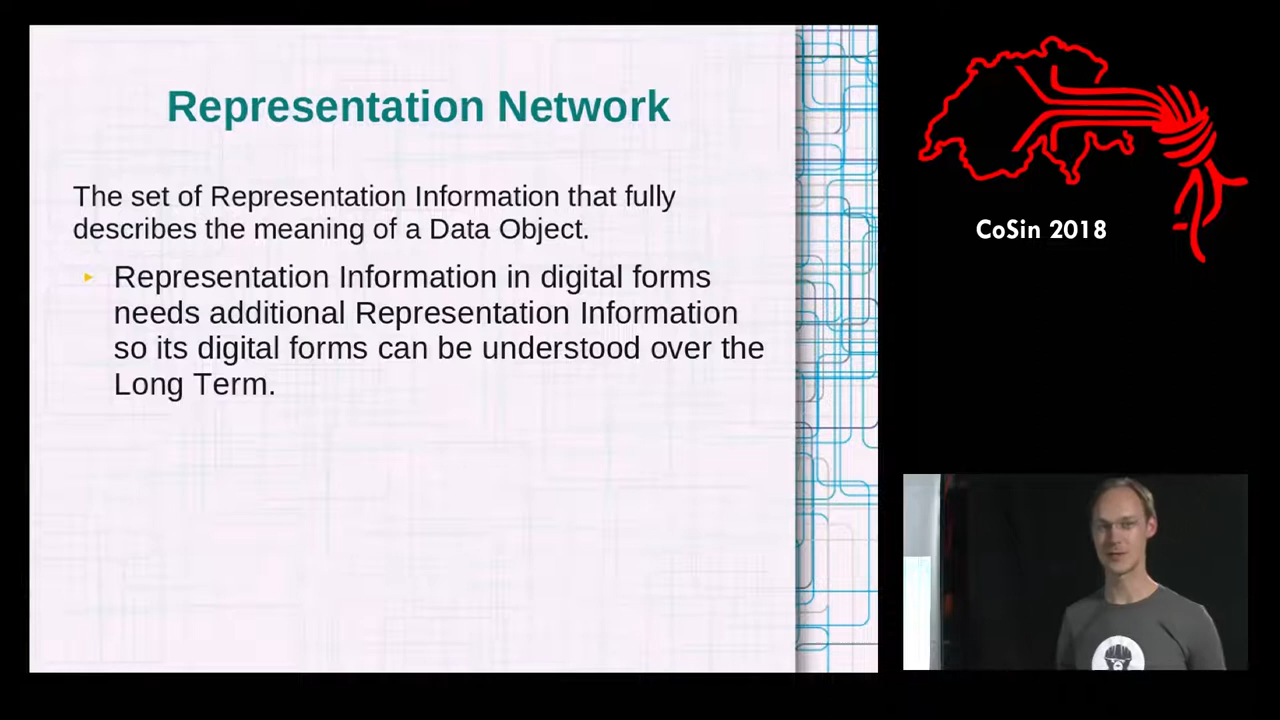 Representation Network
The set of Representation Information that fully
describes the meaning of a Data Object.
Representation Information in digital forms
needs additional Representation Information
so its digital forms can be understood over the
Long Term.
CoSin 2018